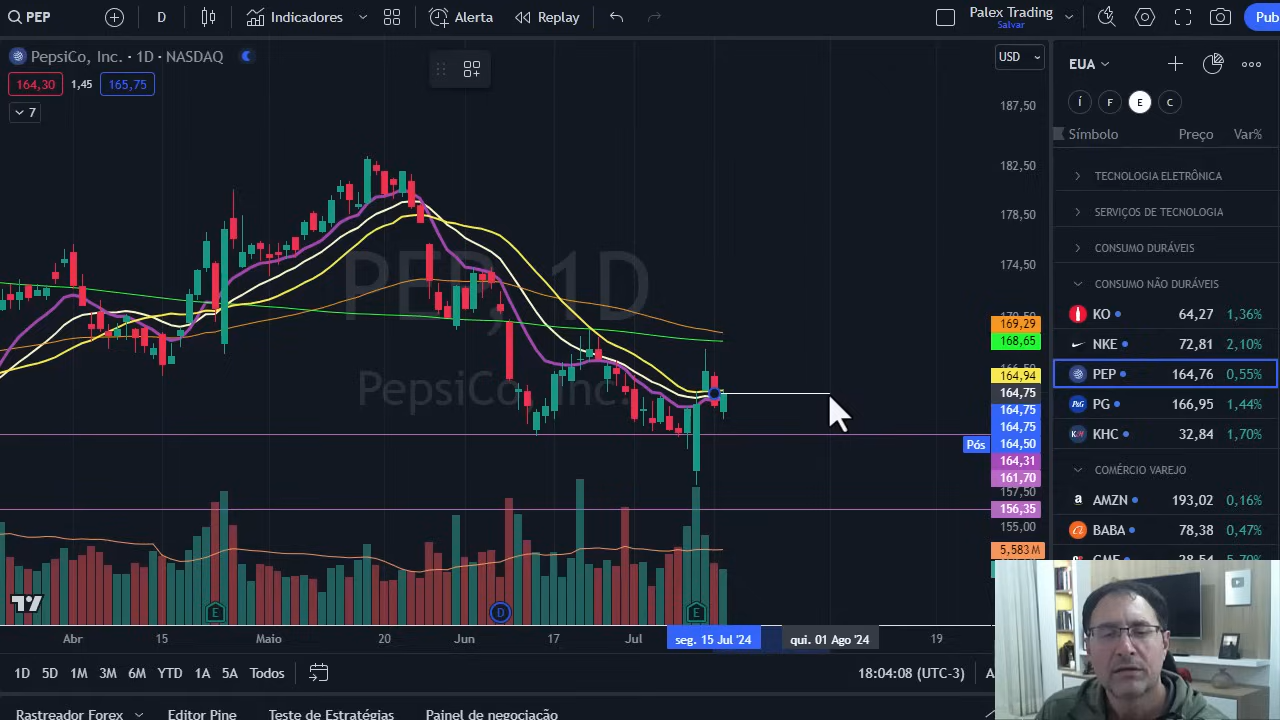 PEP
D
Indicadores
Alerta
Replay
Palex Trading
Salvar
Pub
PepsiCo, Inc. · 1D · NASDAQ
164,30
1,45
165,75
7
USD
PEP, 1D
PepsiCo, Inc.
187,50
182,50
178,50
174,50
169,29
168,65
164,94
164,75
164,75
164,75
Pós
164,50
164,31
161,70
157,50
156,35
155,00
5,583 M
E
D
E
Abr
15
Maio
20
Jun
17
Jul
seg. 15 Jul '24
qui. 01 Ago '24
19
1D 5D 1M 3M 6M YTD 1A 5A Todos
18:04:08 (UTC-3)
A
Rastreador Forex
Editor Pine
Teste de Estratégias
Painel de negociação
EUA
Í F E C
Símbolo Preço Var%
TECNOLOGIA ELETRÔNICA
SERVIÇOS DE TECNOLOGIA
CONSUMO DURÁVEIS
CONSUMO NÃO DURÁVEIS
KO 64,27 1,36%
NKE 72,81 2,10%
PEP 164,76 0,55%
P&G PG 166,95 1,44%
KHC 32,84 1,70%
COMÉRCIO VAREJO
a AMZN 193,02 0,16%
BABA 78,38 0,47%